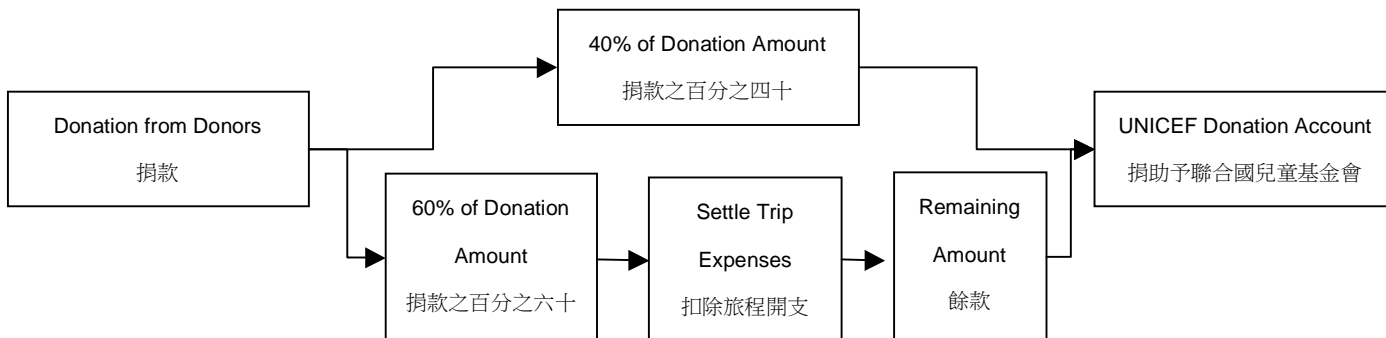 40% of Donation Amount
捐款之百分之四十
Donation from Donors
捐款
UNICEF Donation Account
捐助予聯合國兒童基金會
60% of Donation
Amount
捐款之百分之六十
Settle Trip
Expenses
扣除旅程開支
Remaining
Amount
餘款